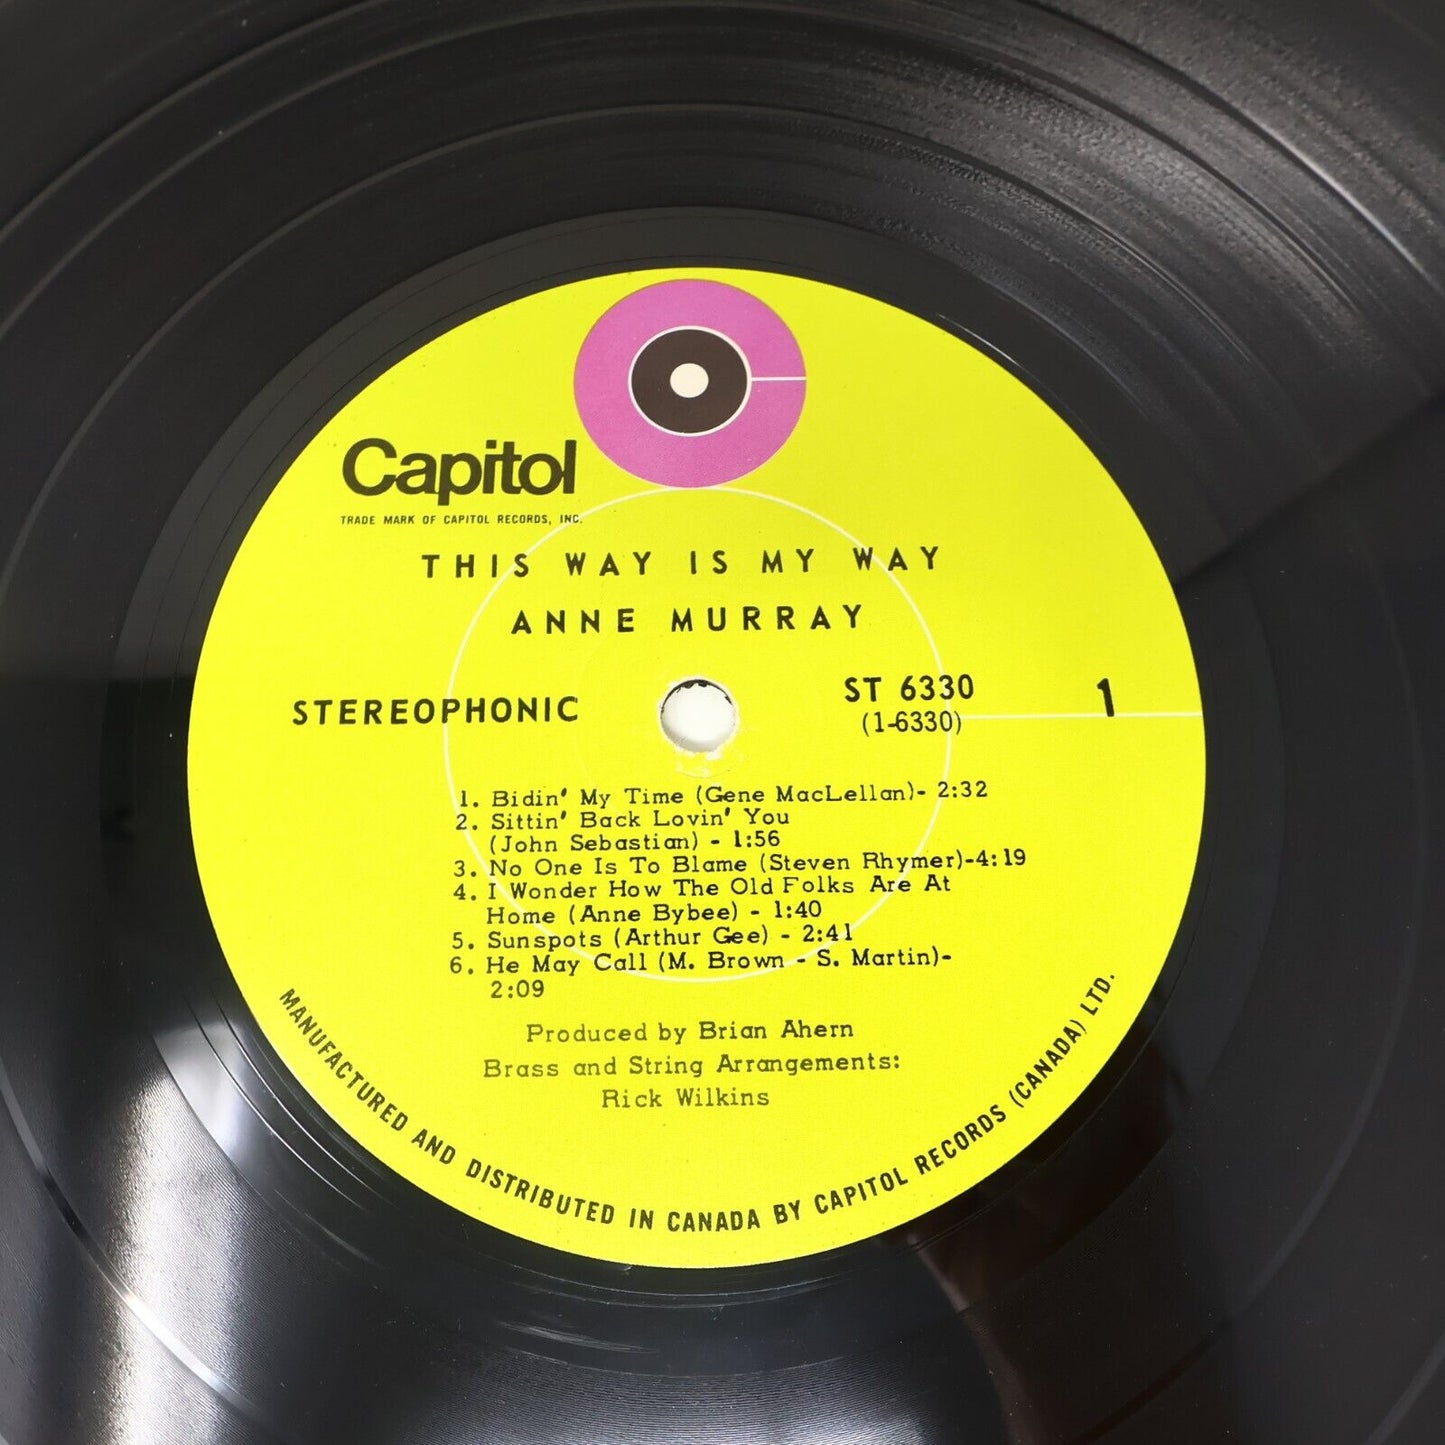 Capitol
TRADE MARK OF CAPITOL RECORDS, INC.
THIS WAY IS MY WAY
ANNE MURRAY
STEREOPHONIC
ST 6330
(1-6330)
1
1. Bidin' My Time (Gene MacLellan)- 2:32
2. Sittin' Back Lovin' You
(John Sebastian) - 1:56
3. No One Is To Blame (Steven Rhymer)-4:19
4. I Wonder How The Old Folks Are At
Home (Anne Bybee) - 1:40
5. Sunspots (Arthur Gee) - 2:41
6. He May Call (M. Brown - S. Martin)-
2:09
Produced by Brian Ahern
Brass and String Arrangements:
Rick Wilkins
MANUFACTURED AND DISTRIBUTED IN CANADA BY CAPITOL RECORDS (CANADA) LTD.